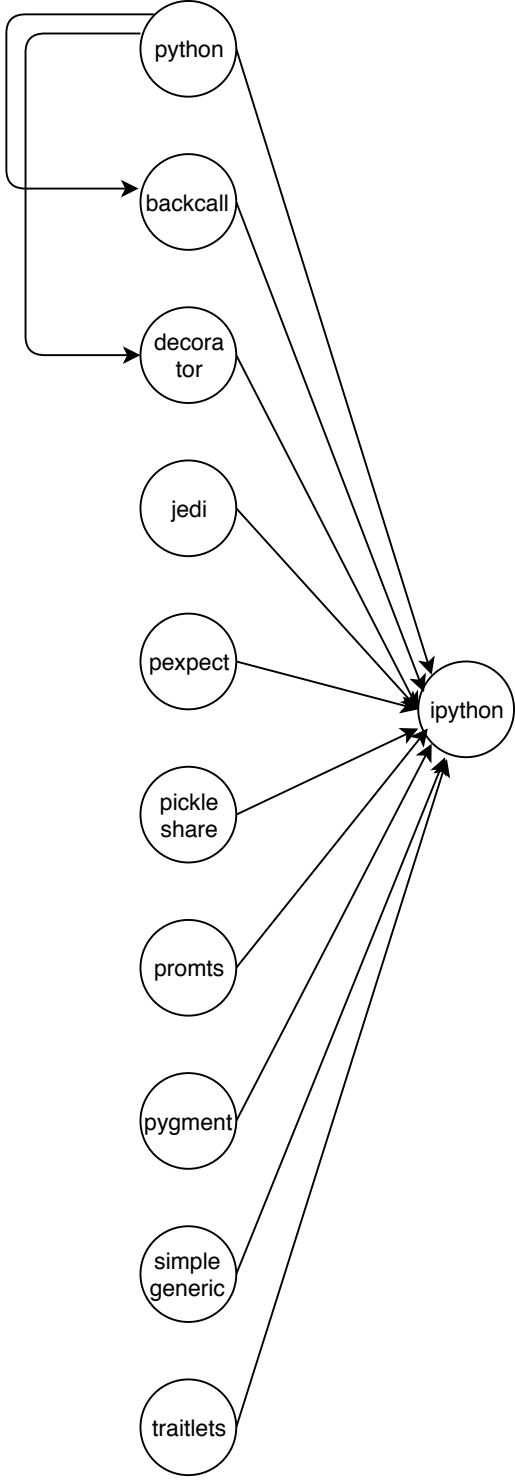 python
backcall
decora
tor
jedi
pexpect
ipython
pickle
share
promts
pygment
simple
generic
traitlets